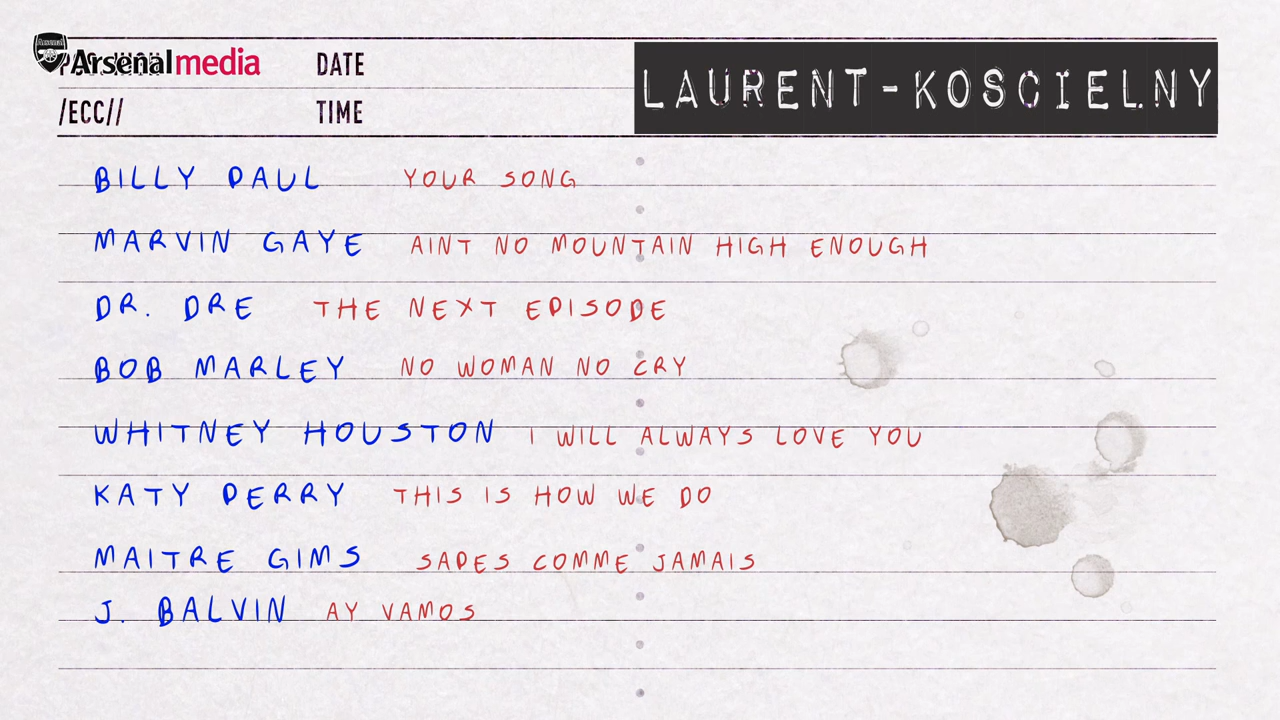 Arsenal media
DATE
LAURENT-KOSCIELNY
/ECC//
TIME
BILLY PAUL YOUR SONG
MARVIN GAYE AINT NO MOUNTAIN HIGH ENOUGH
DR. DRE THE NEXT EPISODE
BOB MARLEY NO WOMAN NO CRY
WHITNEY HOUSTON I WILL ALWAYS LOVE YOU
KATY PERRY THIS IS HOW WE DO
MAITRE GIMS SAPES COMME JAMAIS
J. BALVIN AY VAMOS